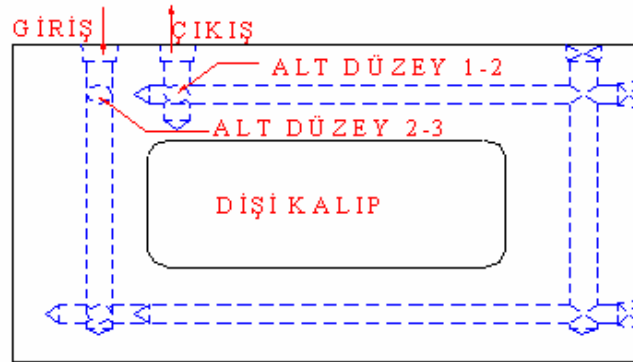 GİRİŞ ÇIKIŞ
ALT DÜZEY 1-2
ALT DÜZEY 2-3
DİŞİ KALIP